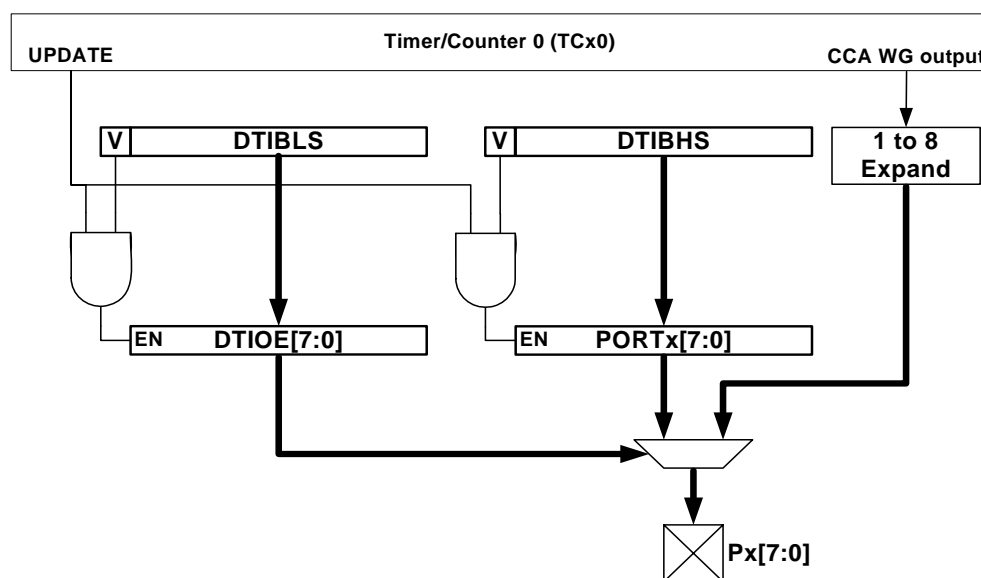 Timer/Counter 0 (TCx0)
UPDATE
CCA WG output
V
DTIBLS
V
DTIBHS
1 to 8
Expand
EN
DTIOE[7:0]
EN
PORTx[7:0]
Px[7:0]